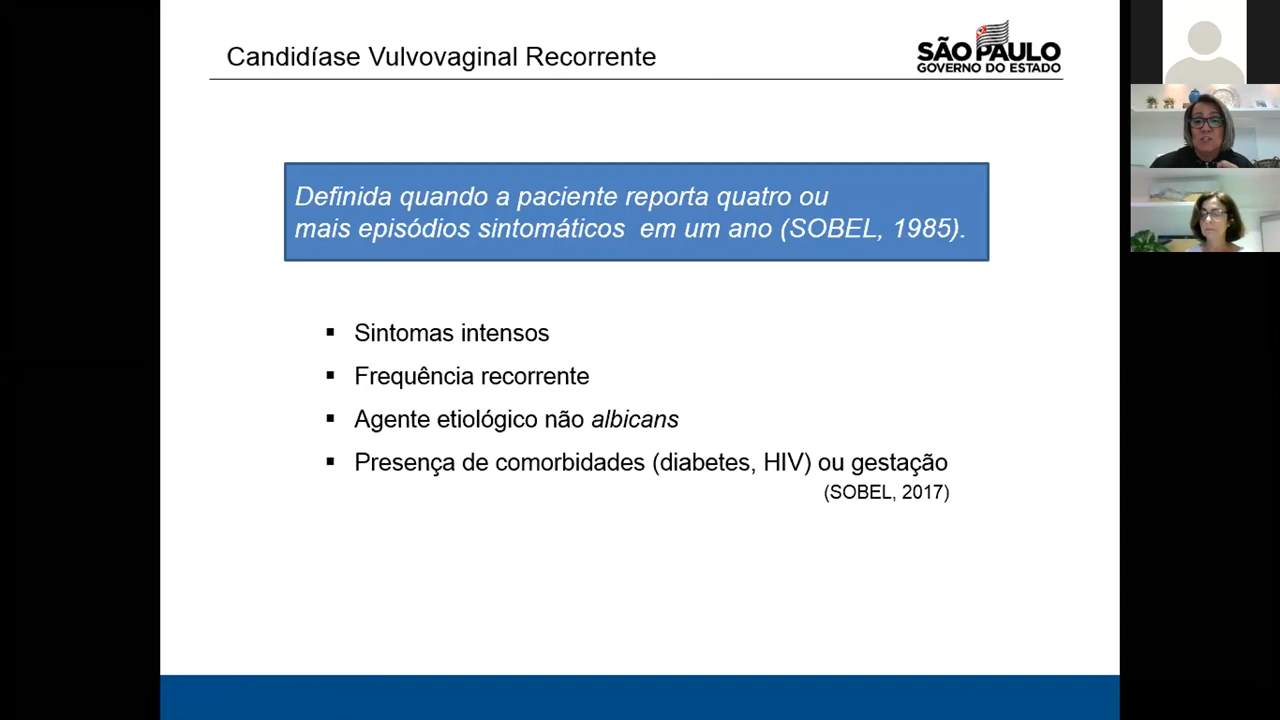 Candidíase Vulvovaginal Recorrente
SÃO PAULO
GOVERNO DO ESTADO
Definida quando a paciente reporta quatro ou
mais episódios sintomáticos em um ano (SOBEL, 1985).
▪ Sintomas intensos
▪ Frequência recorrente
▪ Agente etiológico não albicans
▪ Presença de comorbidades (diabetes, HIV) ou gestação
(SOBEL, 2017)